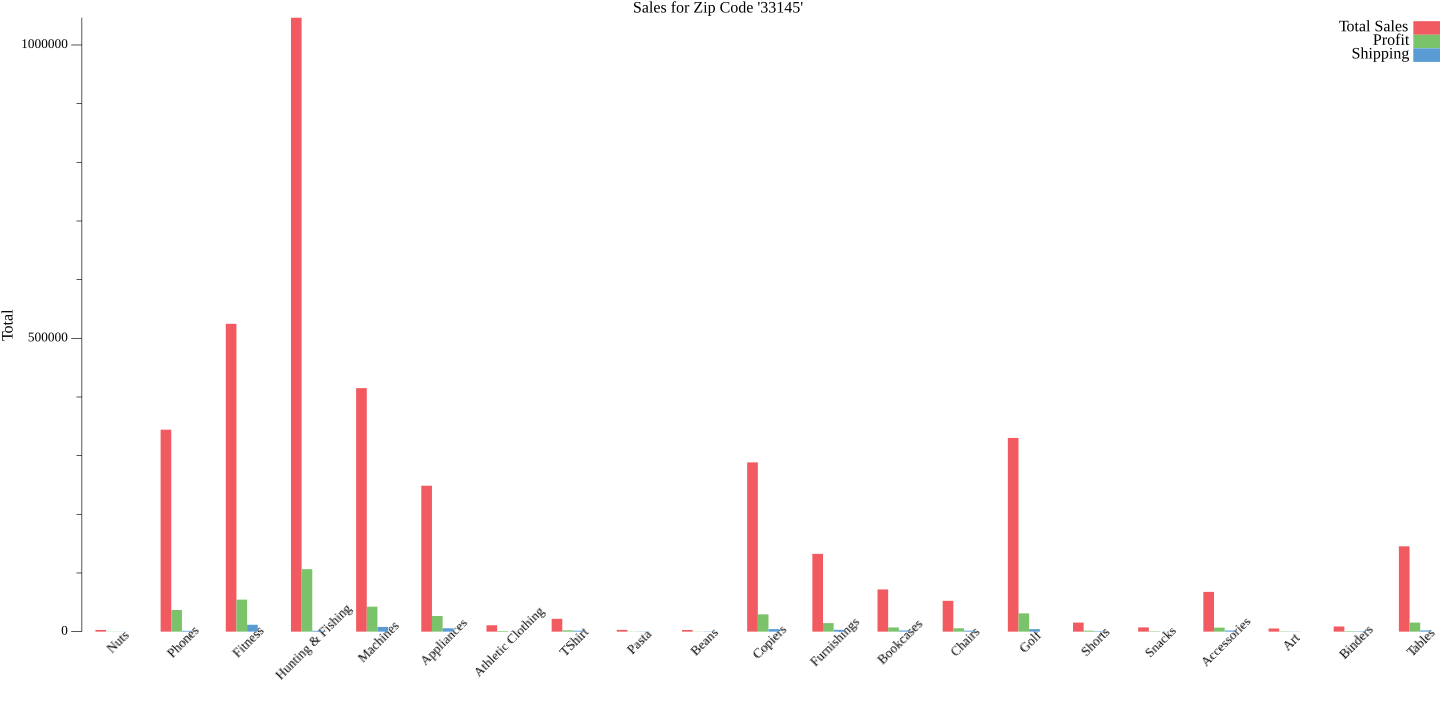 Sales for Zip Code '33145'
Total Sales
Profit
Shipping
Total
1000000
500000
0
Nuts
Phones
Fitness
Hunting & Fishing
Machines
Appliances
Athletic Clothing
TShirt
Pasta
Beans
Copiers
Furnishings
Bookcases
Chairs
Golf
Shorts
Snacks
Accessories
Art
Binders
Tables